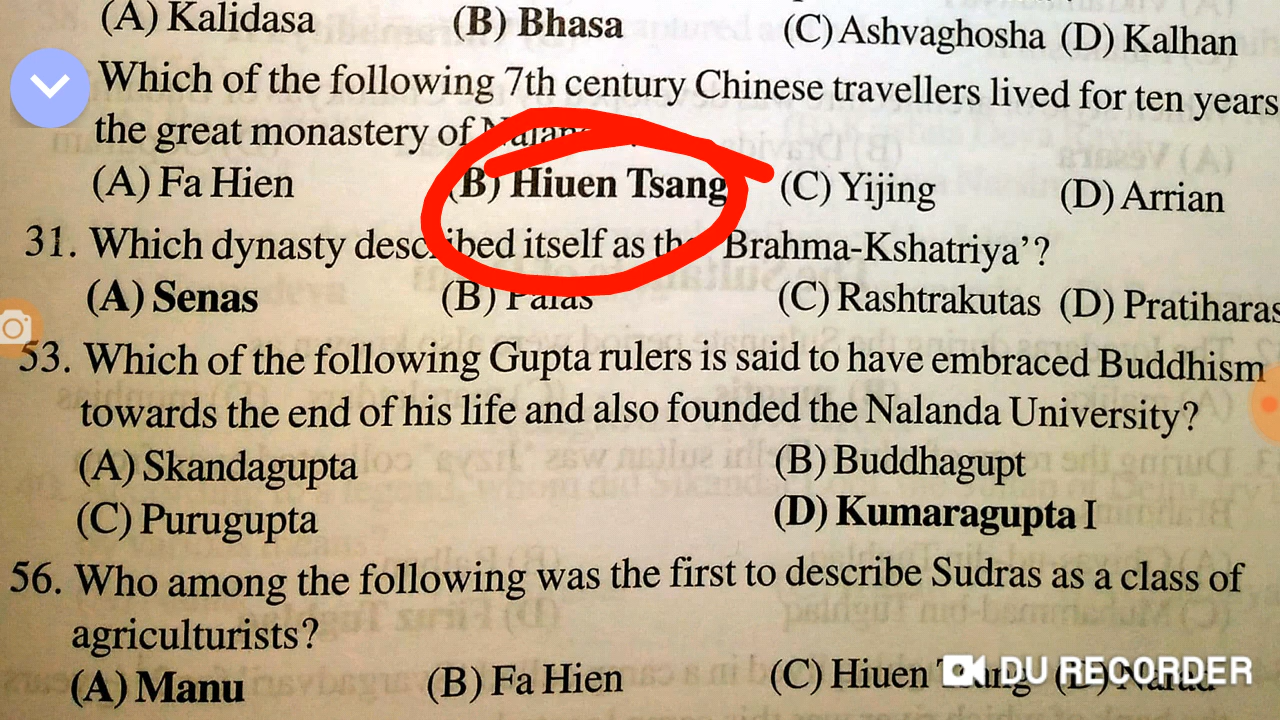 (A) Kalidasa (B) Bhasa (C) Ashvaghosha (D) Kalhan
Which of the following 7th century Chinese travellers lived for ten years
the great monastery of
(A) Fa Hien (B) Hiuen Tsang (C) Yijing (D) Arrian
31. Which dynasty described itself as the Brahma-Kshatriya'?
(A) Senas (B) Palas (C) Rashtrakutas (D) Pratiharas
53. Which of the following Gupta rulers is said to have embraced Buddhism
towards the end of his life and also founded the Nalanda University?
(A) Skandagupta (B) Buddhagupt
(C) Purugupta (D) Kumaragupta I
56. Who among the following was the first to describe Sudras as a class of
agriculturists?
(A) Manu (B) Fa Hien (C) Hiuen Tsang (D) Narad
DU RECORDER